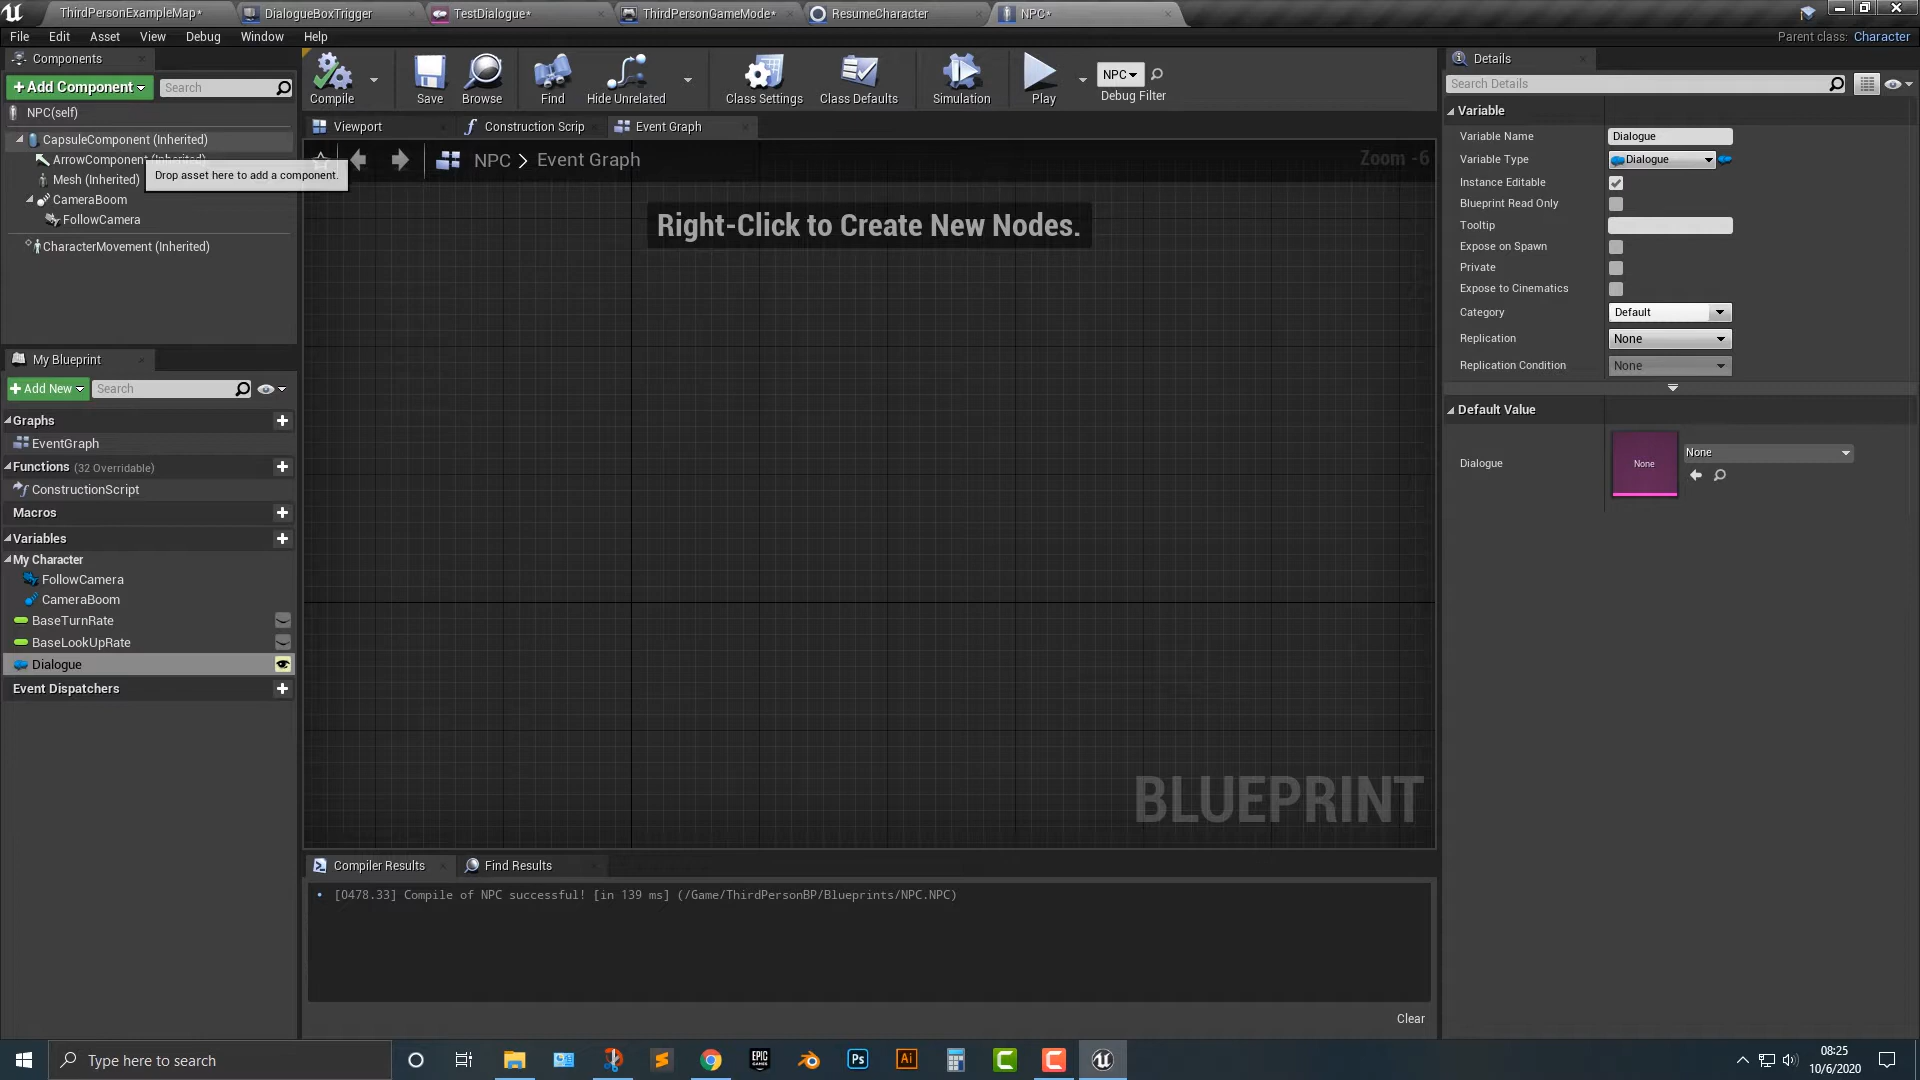 ThirdPersonExampleMap*
DialogueBoxTrigger
TestDialogue*
ThirdPersonGameMode*
ResumeCharacter
NPC*
File Edit Asset View Debug Window Help
Parent class: Character
Components
+Add Component
Search
NPC(self)
CapsuleComponent (Inherited)
ArrowComponent (Inherited)
Drop asset here to add a component.
Mesh (Inherited)
CameraBoom
FollowCamera
CharacterMovement (Inherited)
Compile
Save
Browse
Find
Hide Unrelated
Class Settings
Class Defaults
Simulation
Play
NPC
Debug Filter
Viewport
Construction Scrip
Event Graph
NPC > Event Graph
Zoom -6
Right-Click to Create New Nodes.
BLUEPRINT
My Blueprint
+Add New
Search
Graphs
EventGraph
Functions (32 Overridable)
ConstructionScript
Macros
Variables
My Character
FollowCamera
CameraBoom
BaseTurnRate
BaseLookUpRate
Dialogue
Event Dispatchers
Compiler Results
Find Results
[0478.33] Compile of NPC successful! [in 139 ms] (/Game/ThirdPersonBP/Blueprints/NPC.NPC)
Clear
Details
Search Details
Variable
Variable Name Dialogue
Variable Type Dialogue
Instance Editable
Blueprint Read Only
Tooltip
Expose on Spawn
Private
Expose to Cinematics
Category Default
Replication None
Replication Condition None
Default Value
Dialogue
None
None
Type here to search
EPIC GAMES
Ps
Ai
08:25
10/6/2020